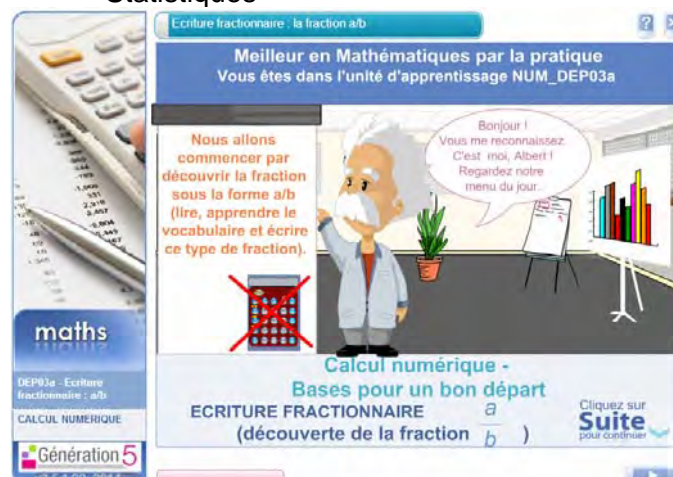 Statistiques
Ecriture fractionnaire : la fraction a/b
?
Meilleur en Mathématiques par la pratique
Vous êtes dans l'unité d'apprentissage NUM_DEP03a
Nous allons
commencer par
découvrir la fraction
sous la forme a/b
(lire, apprendre le
vocabulaire et écrire
ce type de fraction).
Bonjour !
Vous me reconnaissez.
C'est moi, Albert !
Regardez notre
menu du jour.
maths
DEP03a - Ecriture
fractionnaire : a/b
CALCUL NUMERIQUE
Génération 5
Calcul numérique -
Bases pour un bon départ
ECRITURE FRACTIONNAIRE
(découverte de la fraction a/b )
Cliquez sur
Suite
pour continuer